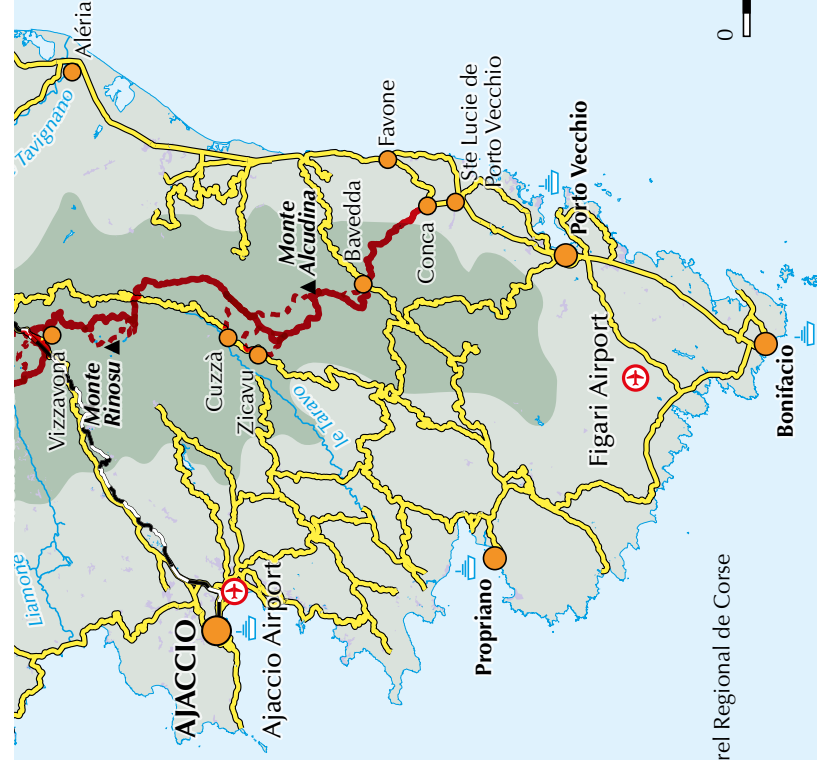 Aléria
Tavignano
Vizzavona
Monte
Rinosu
Cuzzà
Zicavu
le Taravo
Monte
Alcudina
Bavedda
Favone
Conca
Ste Lucie de
Porto Vecchio
Porto Vecchio
Liamone
AJACCIO
Ajaccio Airport
Propriano
Figari Airport
Bonifacio
rel Regional de Corse
0